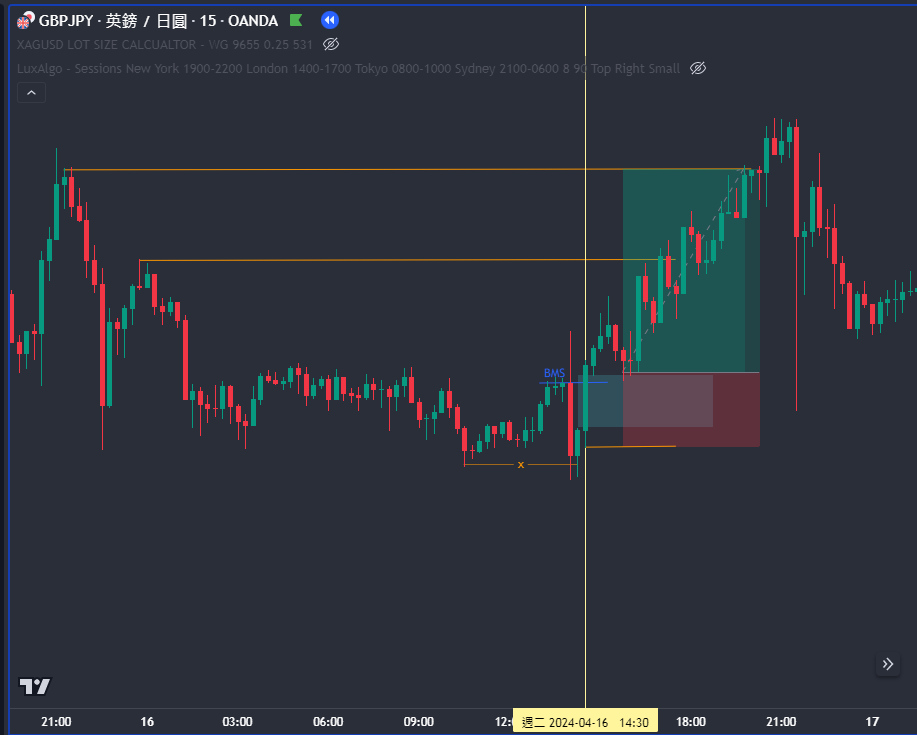 GBPJPY · 英鎊 / 日圓 · 15 · OANDA
XAGUSD LOT SIZE CALCUALTOR - WG 9655 0.25 531
LuxAlgo - Sessions New York 1900-2200 London 1400-1700 Tokyo 0800-1000 Sydney 2100-0600 8 90 Top Right Small
BMS
x
21:00 16 03:00 06:00 09:00 12:0 週二 2024-04-16 14:30 18:00 21:00 17